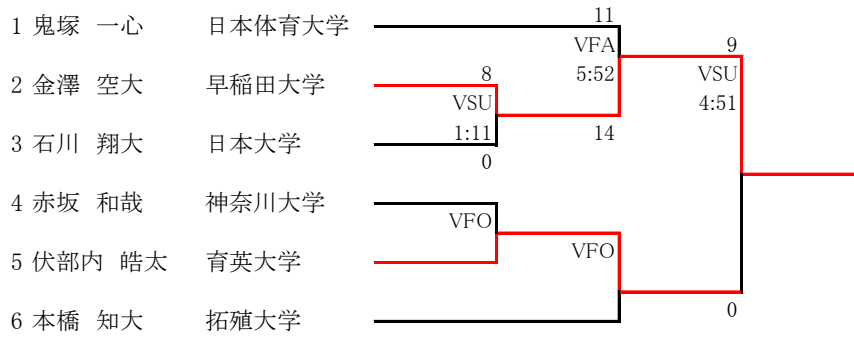 11
1 鬼塚 一心 日本体育大学
VFA 9
2 金澤 空大 早稲田大学 8 5:52 VSU
VSU 4:51
3 石川 翔大 日本大学 1:11 14
0
4 赤坂 和哉 神奈川大学
VFO
5 伏部内 皓太 育英大学 VFO
6 本橋 知大 拓殖大学 0